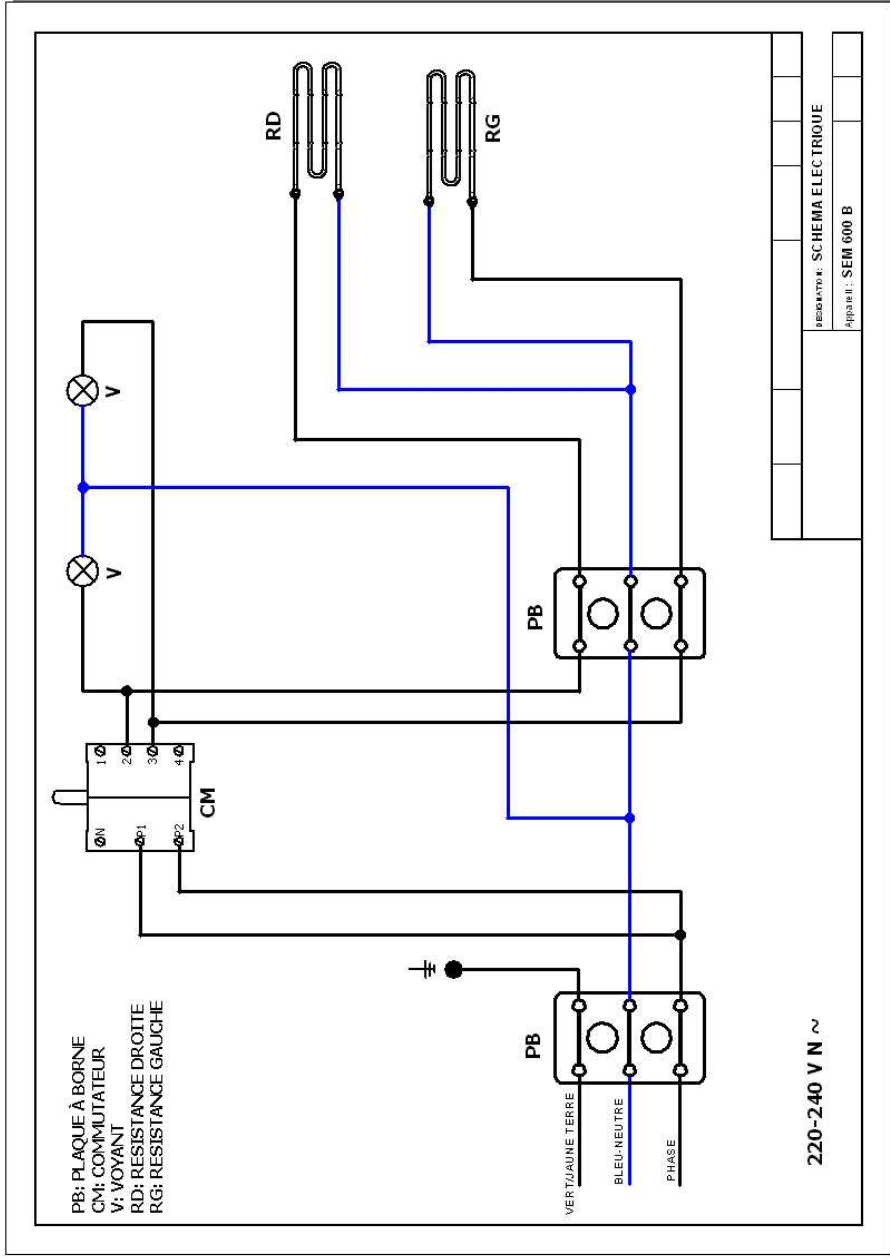 PB: PLAQUE À BORNE
CM: COMMUTATEUR
V: VOYANT
RD: RESISTANCE DROITE
RG: RESISTANCE GAUCHE
N
P1
P2
CM
1
2
3
4
V
V
RD
RG
PB
VERT/JAUNE TERRE
BLEU-NEUTRE
PHASE
PB
220-240 V N ~
DESIGNATION: SCHEMA ELECTRIQUE
Appareil: SEM 600 B